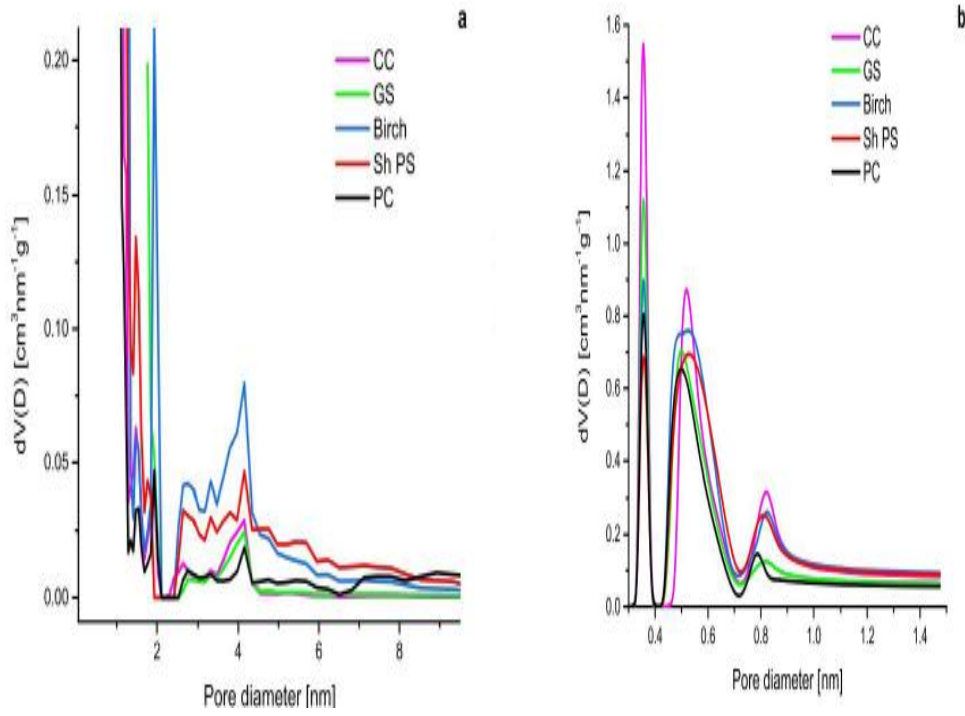 a
0.20
0.15
0.10
0.05
0.00
dV(D) [cm³nm⁻¹g⁻¹]
CC
GS
Birch
Sh PS
PC
2 4 6 8
Pore diameter [nm]
b
1.6
1.4
1.2
1.0
0.8
0.6
0.4
0.2
0.0
dV(D) [cm³nm⁻¹g⁻¹]
CC
GS
Birch
Sh PS
PC
0.4 0.6 0.8 1.0 1.2 1.4
Pore diameter [nm]